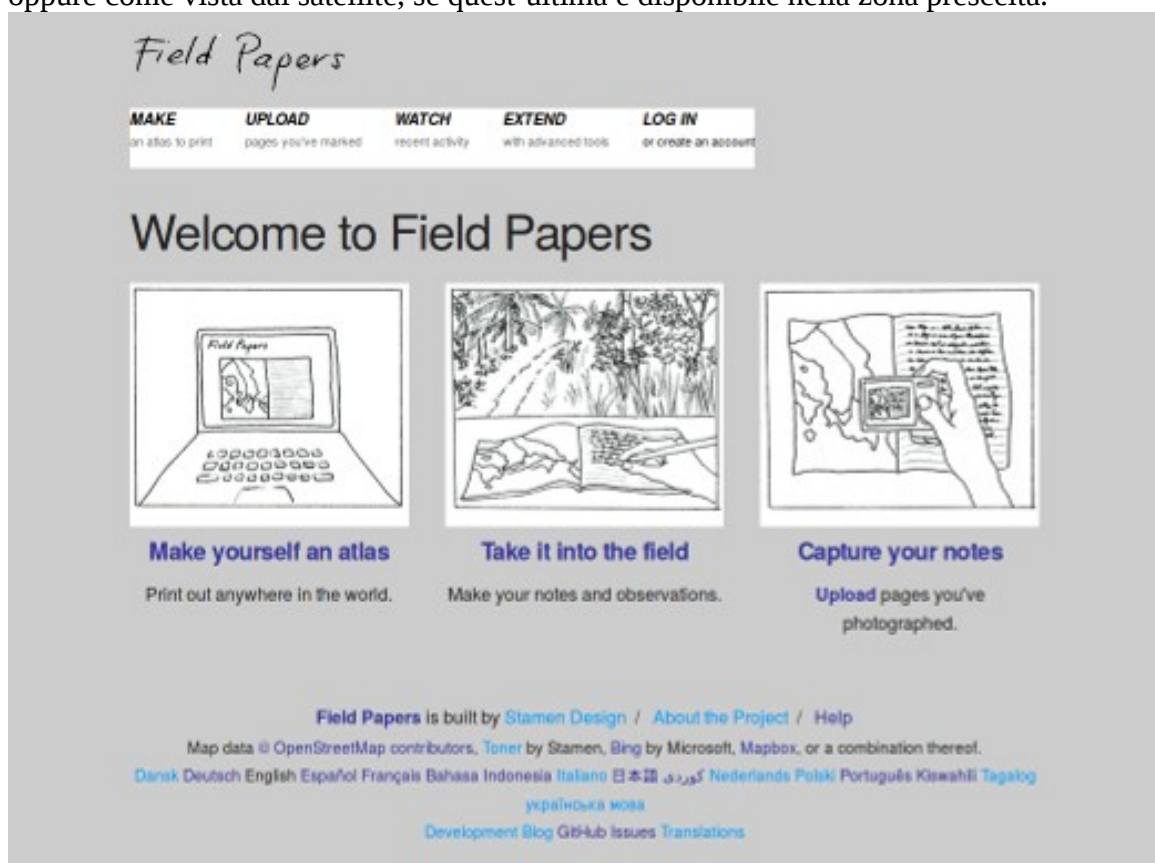 oppure come vista dal satellite, se quest'ultima è disponibile nella zona prescelta.
Field Papers
MAKE UPLOAD WATCH EXTEND LOG IN
an atlas to print pages you've marked recent activity with advanced tools or create an account
Welcome to Field Papers
Field Papers
Make yourself an atlas Take it into the field Capture your notes
Print out anywhere in the world. Make your notes and observations. Upload pages you've
photographed.
Field Papers is built by Stamen Design / About the Project / Help
Map data © OpenStreetMap contributors, Toner by Stamen, Bing by Microsoft, Mapbox, or a combination thereof.
Dansk Deutsch English Español Français Bahasa Indonesia Italiano 日本語 كوردی Nederlands Polski Português Kiswahili Tagalog
українська мова
Development Blog GitHub Issues Translations